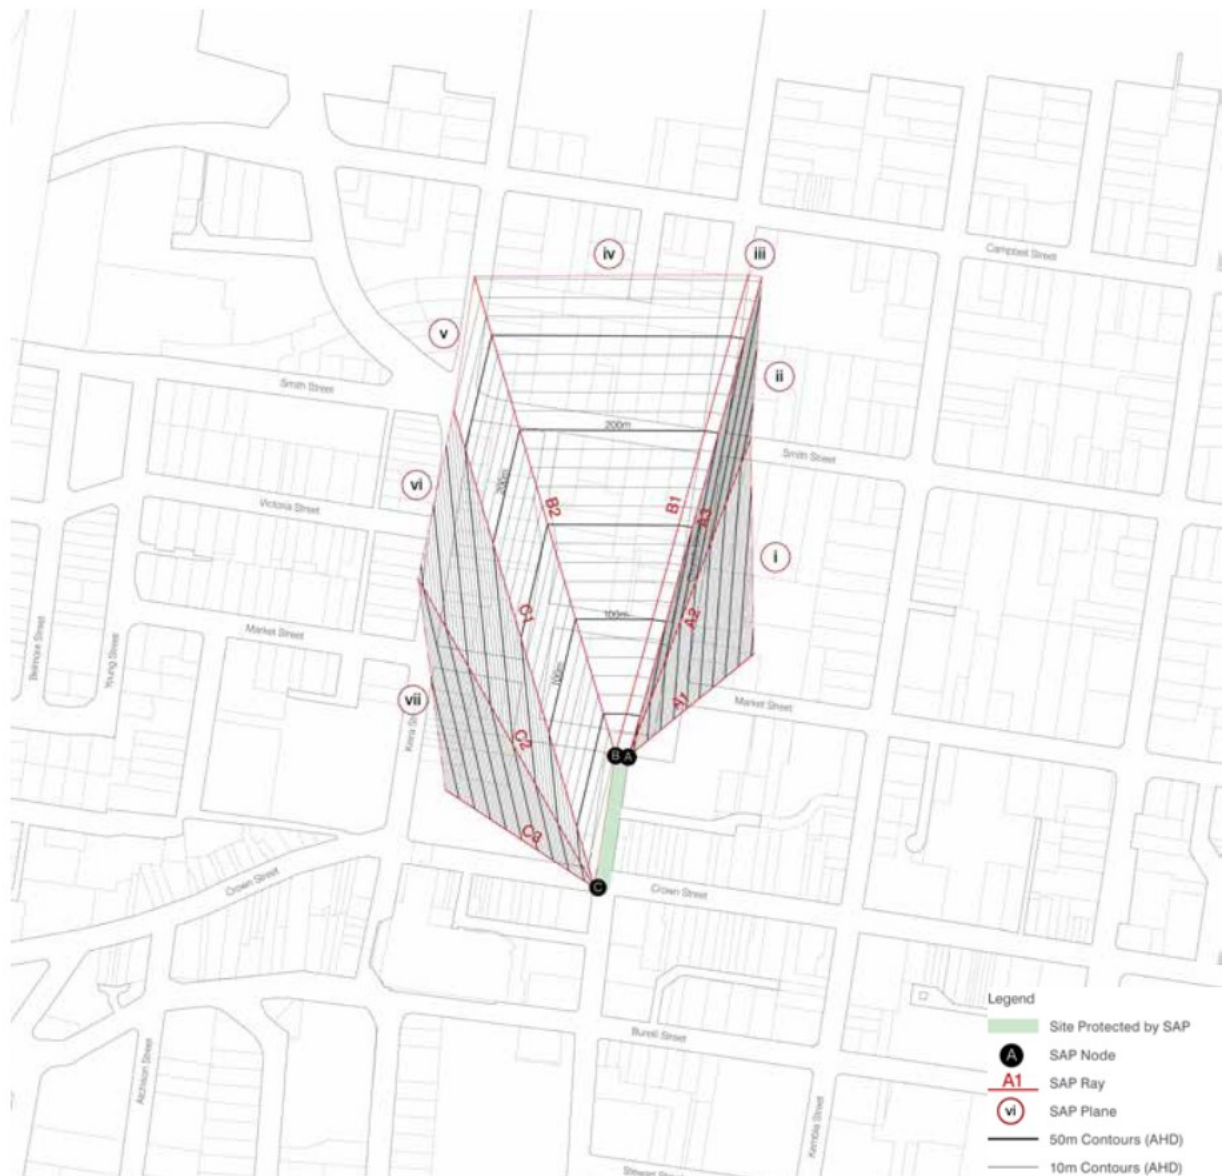 iv
iii
Campbell Street
v
ii
Smith Street
200m
Smith Street
vi
200m
B2
B1
A3
Victoria Street
i
100m
C1
A2
Market Street
Bellmore Street
Young Street
100m
vii
A1
Market Street
C2
B
A
C3
Crown Street
C
Crown Street
Burelli Street
Atchison Street
Kembla Street
Legend
Site Protected by SAP
A
SAP Node
A1
SAP Ray
vi
SAP Plane
50m Contours (AHD)
10m Contours (AHD)